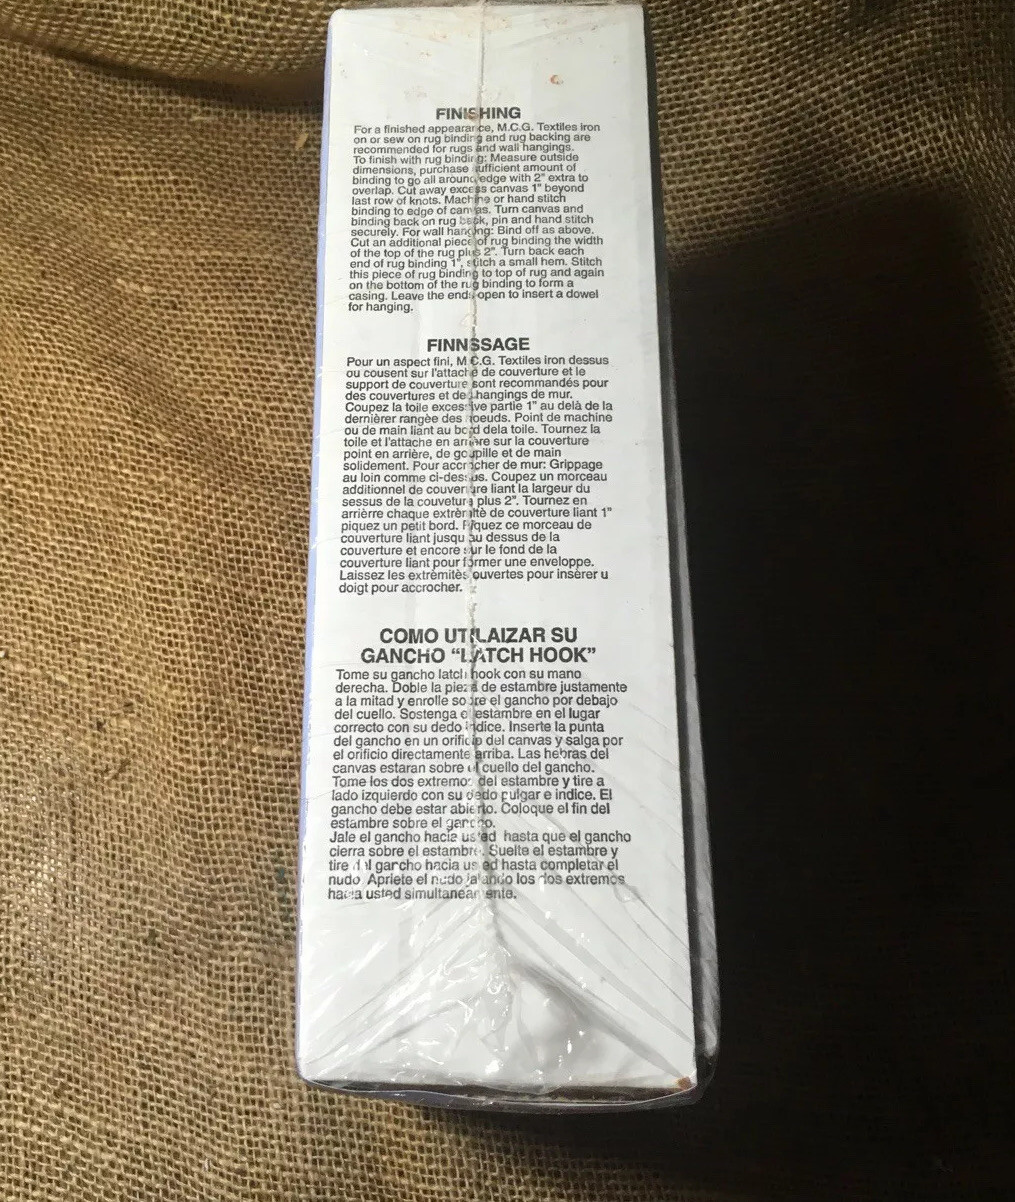 FINISHING
For a finished appearance, M.C.G. Textiles iron
on or sew on rug binding and rug backing are
recommended for rugs and wall hangings.
To finish with rug binding: Measure outside
dimensions, purchase sufficient amount of
binding to go all around edge with 2" extra to
overlap. Cut away excess canvas 1" beyond
last row of knots. Machine or hand stitch
binding to edge of canvas. Turn canvas and
binding back on rug back, pin and hand stitch
securely. For wall hanging: Bind off as above.
Cut an additional piece of rug binding the width
of the top of the rug plus 2". Turn back each
end of rug binding 1", stitch a small hem. Stitch
this piece of rug binding to top of rug and again
on the bottom of the rug binding to form a
casing. Leave the ends open to insert a dowel
for hanging.
FINNSSAGE
Pour un aspect fini, M.C.G. Textiles iron dessus
ou cousent sur l'attache de couverture et le
support de couverture sont recommandés pour
des couvertures et de hangings de mur.
Coupez la toile excessive partie 1" au delà de la
dernièrer rangèe des noeuds. Point de machine
ou de main liant au bord dela toile. Tournez la
toile et l'attache en arrière sur la couverture
point en arrière, de goupille et de main
solidement. Pour accrocher de mur: Grippage
au loin comme ci-dessus. Coupez un morceau
additionnel de couverture liant la largeur du
sessus de la couvetura plus 2". Tournez en
arrièrre chaque extrèmitè de couverture liant 1"
piquez un petit bord. Piquez ce morceau de
couverture liant jusqu au dessus de la
couverture et encore sur le fond de la
couverture liant pour former une enveloppe.
Laissez les extrèmitès ouvertes pour insèrer u
doigt pour accrocher.
COMO UTILAIZAR SU
GANCHO “LATCH HOOK”
Tome su gancho latch hook con su mano
derecha. Doble la pieza de estambre justamente
a la mitad y enrolle sobre el gancho por debajo
del cuello. Sostenga el estambre en el lugar
correcto con su dedo indice. Inserte la punta
del gancho en un orificio del canvas y salga por
el orificio directamente arriba. Las hebras del
canvas estaran sobre el cuello del gancho.
Tome los dos extremos del estambre y tire a
lado izquierdo con su dedo pulgar e indice. El
gancho debe estar abierto. Coloque el fin del
estambre sobre el gancho.
Jale el gancho hacia usted hasta que el gancho
cierra sobre el estambre. Suelte el estambre y
tire del gancho hacia usted hasta completar el
nudo. Apriete el nudo jalando los dos extremos
hacia usted simultaneamente.